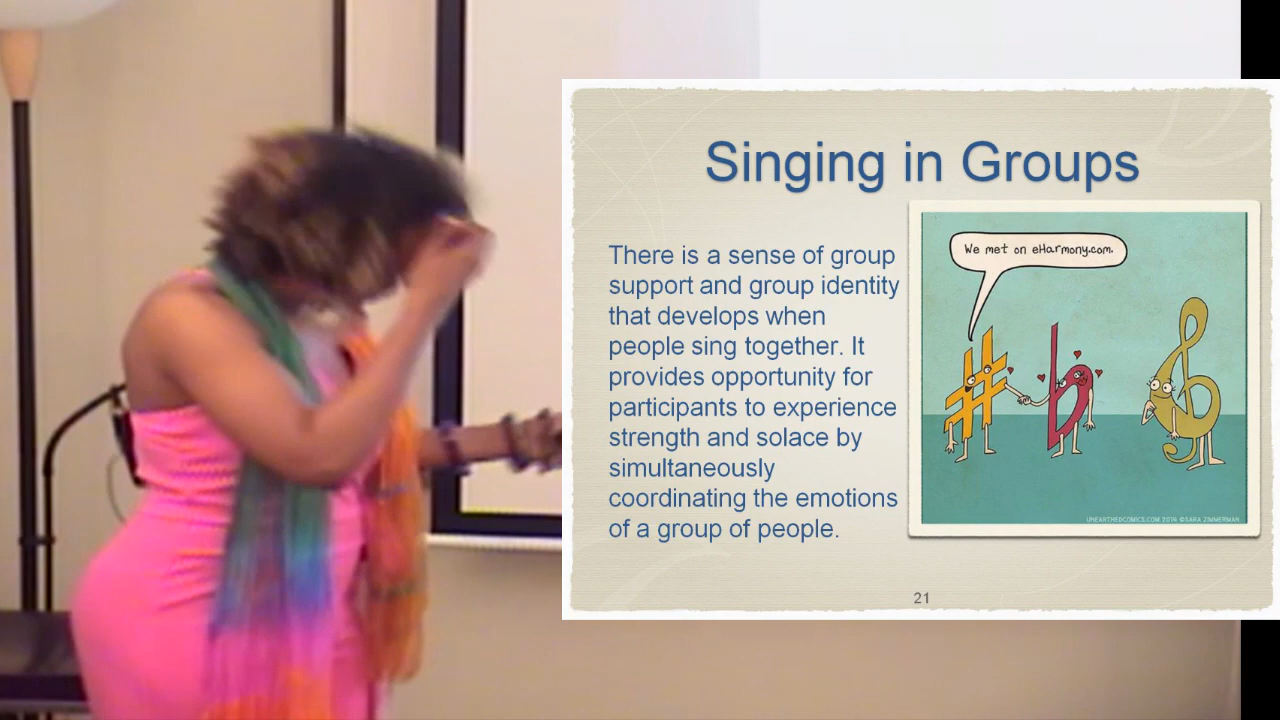 Singing in Groups
There is a sense of group
support and group identity
that develops when
people sing together. It
provides opportunity for
participants to experience
strength and solace by
simultaneously
coordinating the emotions
of a group of people.
We met on eHarmony.com.
UNEARTHEDCOMICS.COM 2014 ©SARA ZIMMERMAN
21